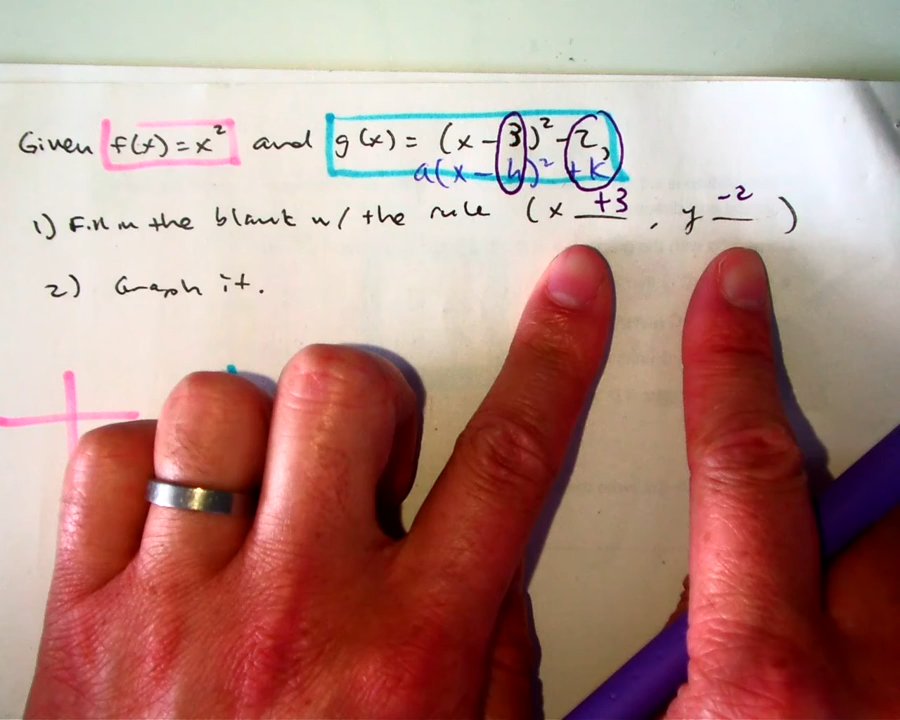 Given f(x) = x² and g(x) = (x - 3)² - 2,
a(x - h)² + k
1) Fill in the blank w/ the rule (x +3 , y -2 )
2) Graph it.